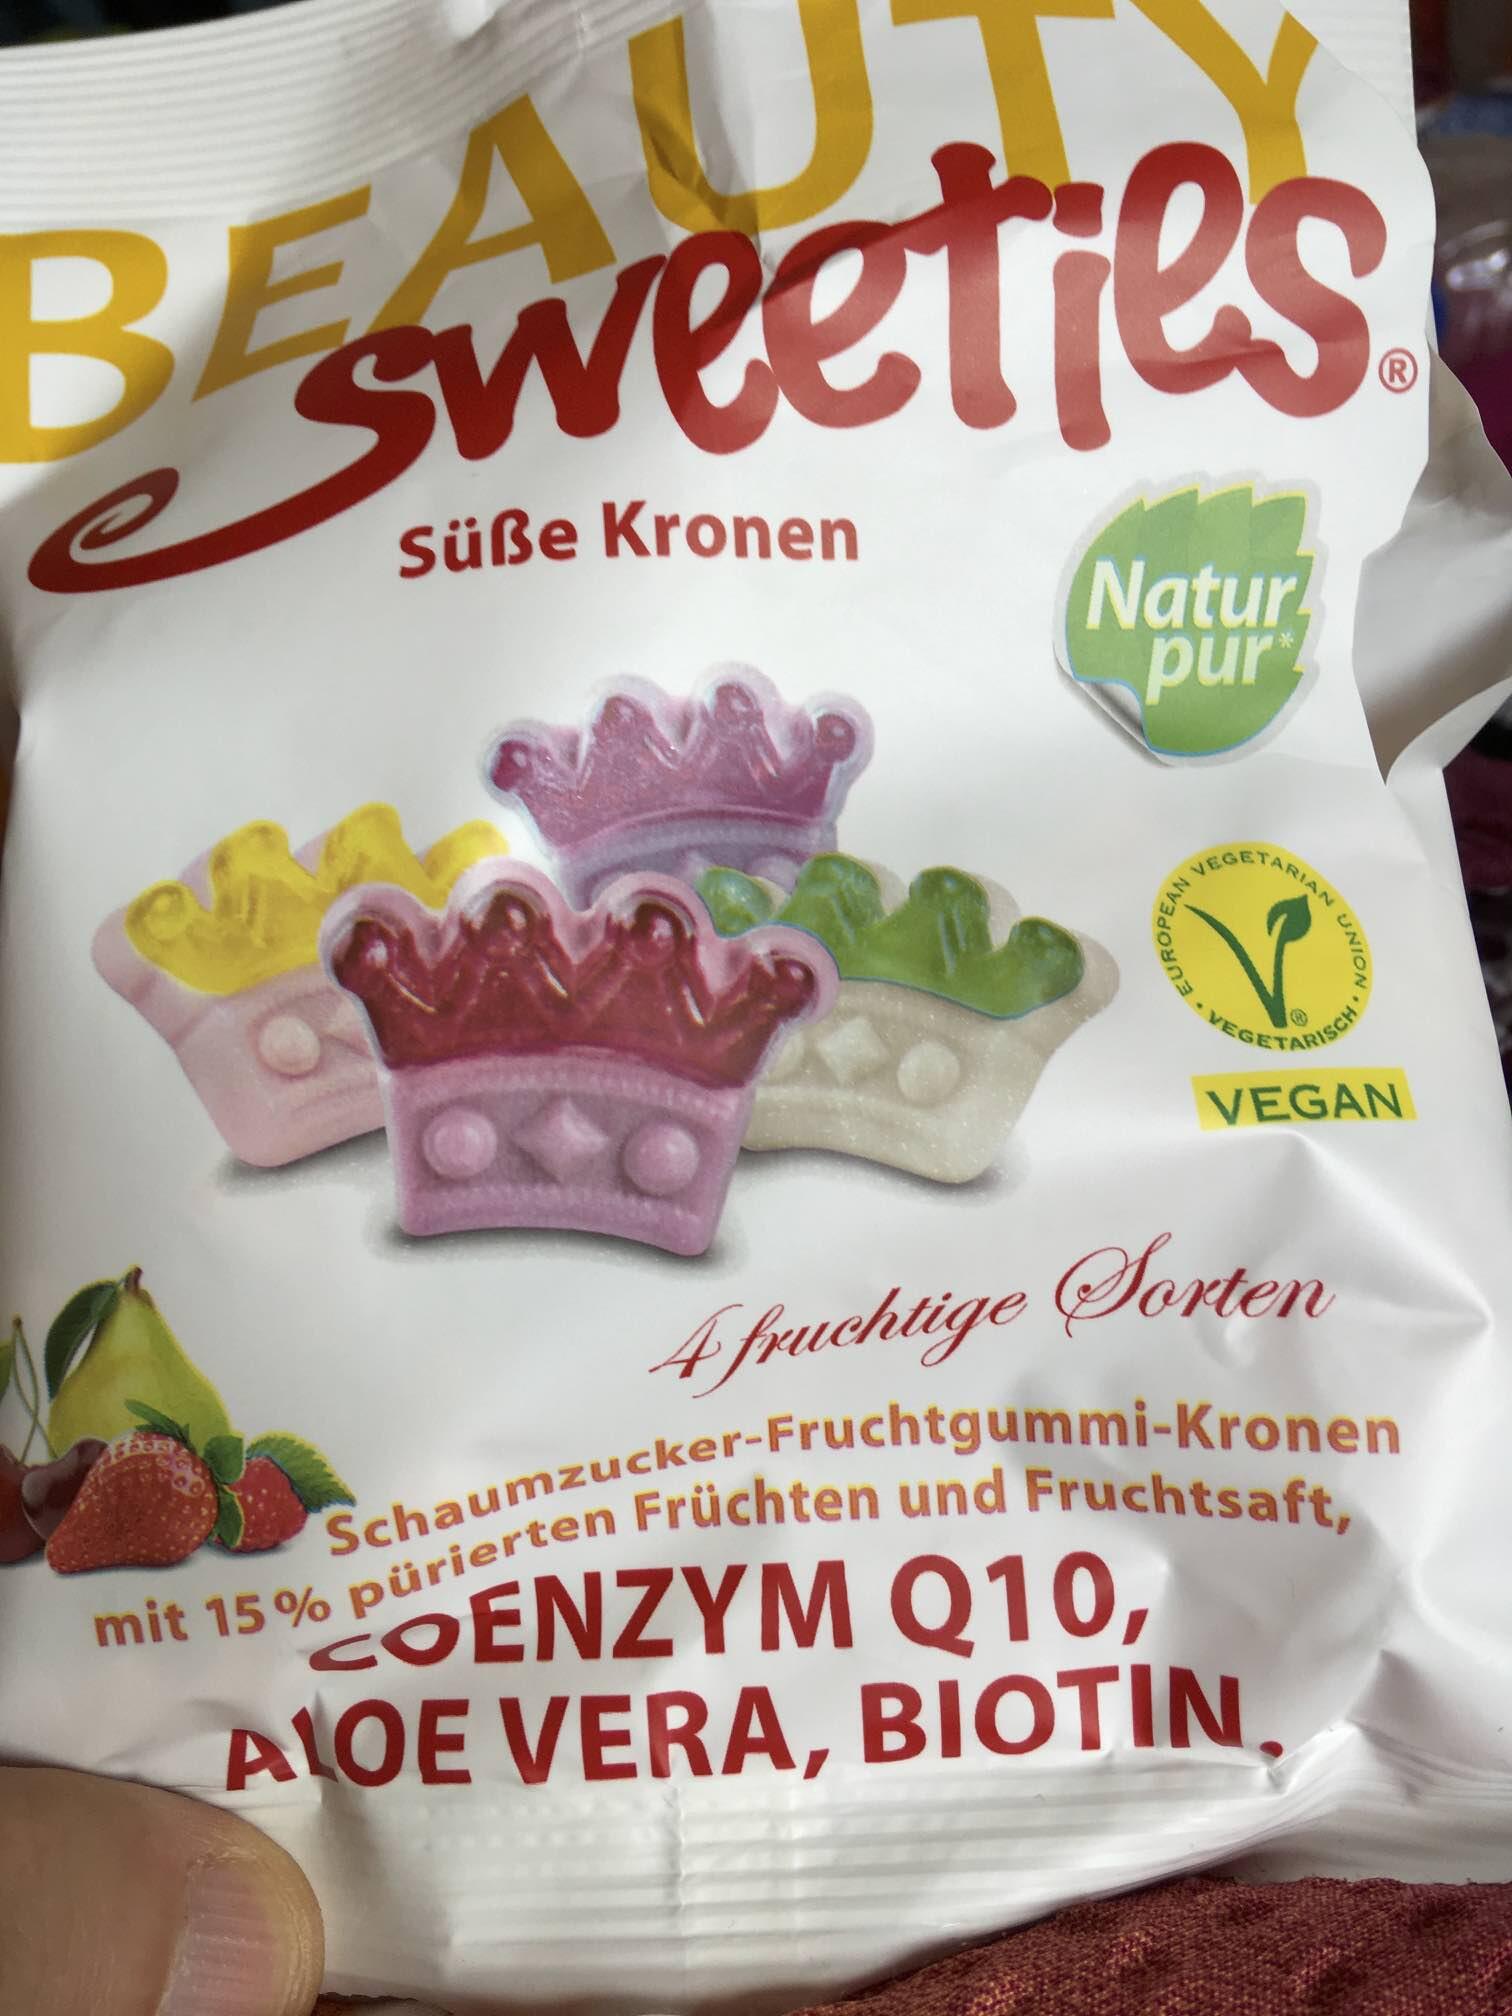 BEAUTY
sweeties®
Süße Kronen
Natur
pur*
EUROPEAN VEGETARIAN UNION • VEGETARISCH •
®
VEGAN
4 fruchtige Sorten
Schaumzucker-Fruchtgummi-Kronen
mit 15% pürierten Früchten und Fruchtsaft,
COENZYM Q10,
ALOE VERA, BIOTIN.